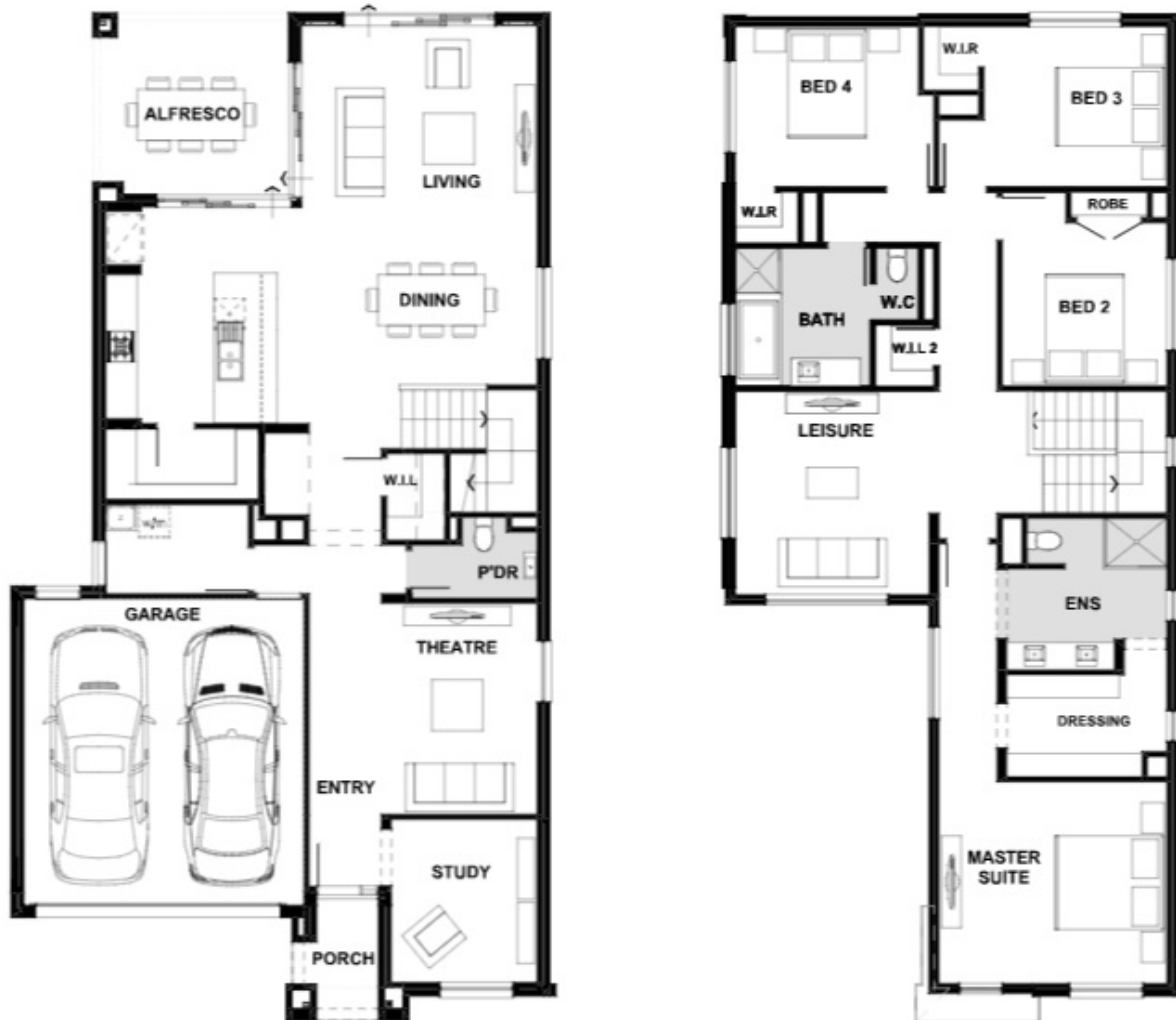 ALFRESCO
LIVING
DINING
W.I.L
w/m
P'DR
GARAGE
THEATRE
ENTRY
STUDY
PORCH
BED 4
W.I.R
BED 3
W.I.R
ROBE
BED 2
BATH
W.C
W.I.L 2
LEISURE
ENS
DRESSING
MASTER
SUITE